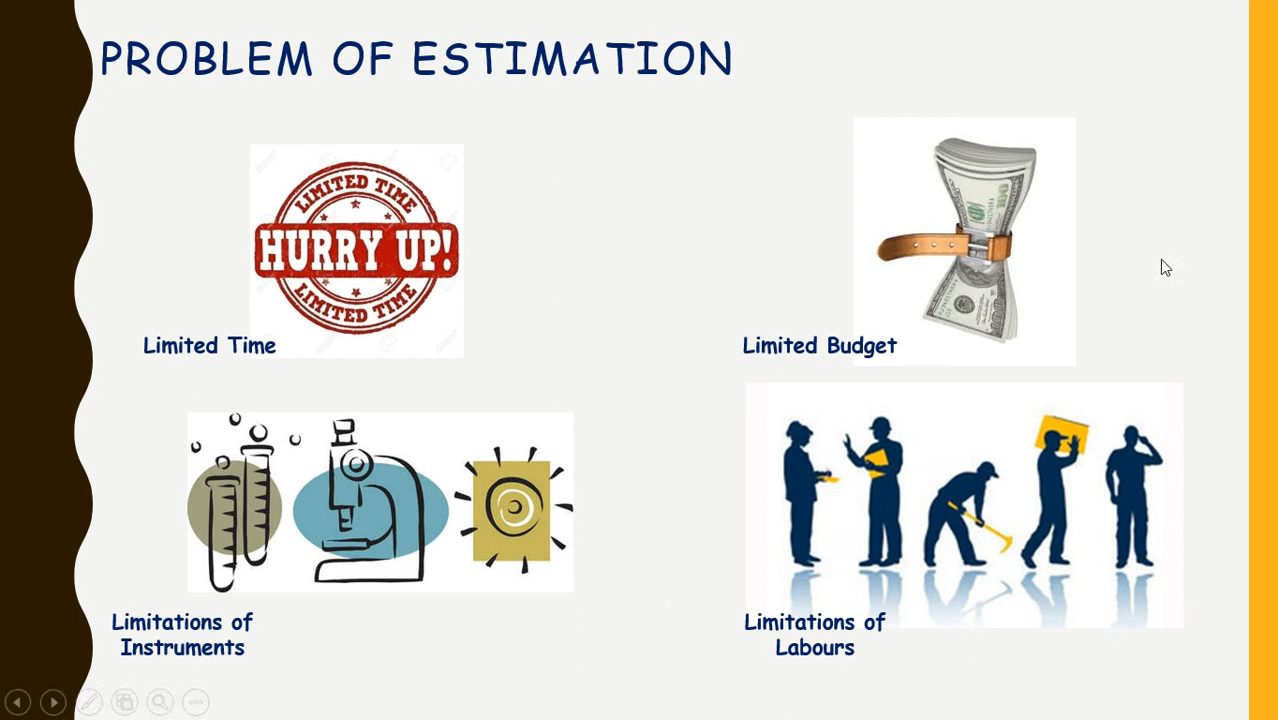 PROBLEM OF ESTIMATION
LIMITED TIME
HURRY UP!
LIMITED TIME
Limited Time
Limited Budget
Limitations of
Instruments
Limitations of
Labours